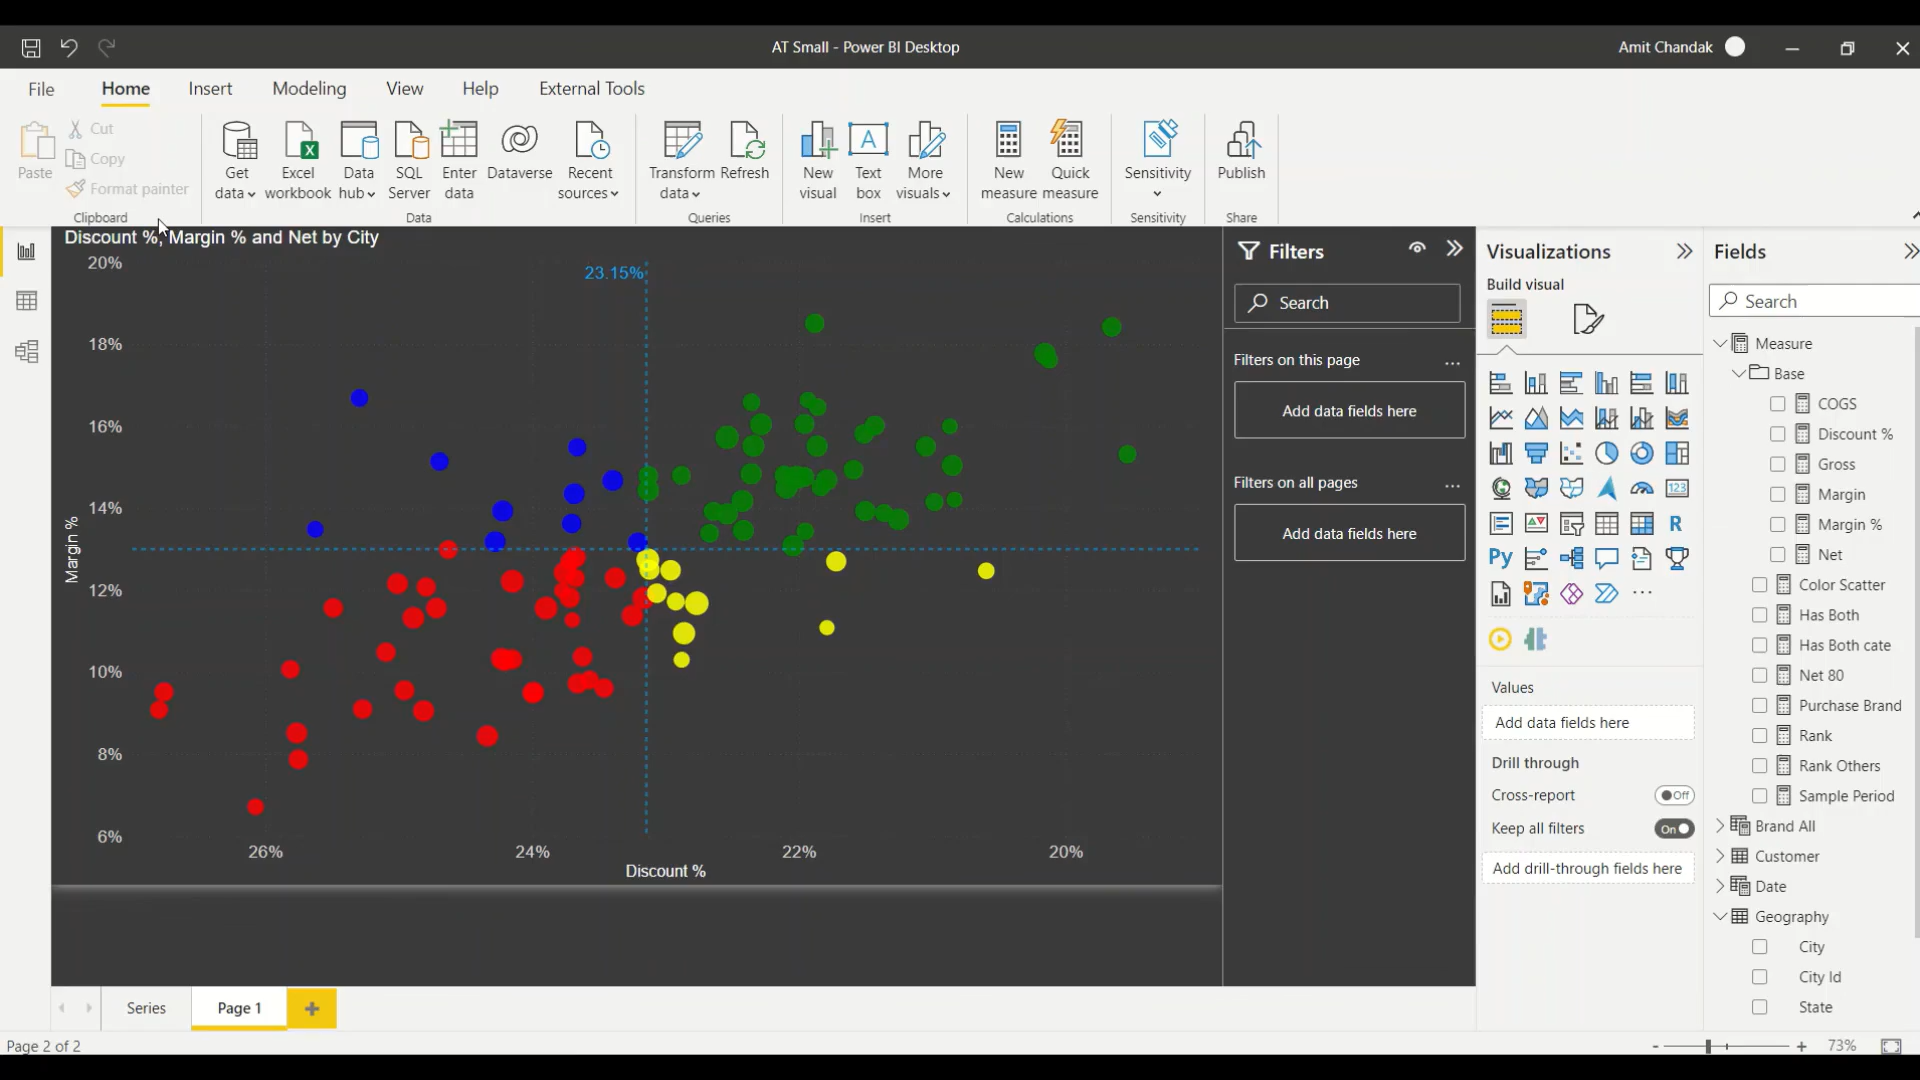 AT Small - Power BI Desktop
Amit Chandak
File Home Insert Modeling View Help External Tools
Paste
Cut
Copy
Format painter
Clipboard
Get data
Excel workbook
Data hub
SQL Server
Enter data
Dataverse
Recent sources
Data
Transform data
Refresh
Queries
New visual
Text box
More visuals
Insert
New measure
Quick measure
Calculations
Sensitivity
Sensitivity
Publish
Share
Discount %, Margin % and Net by City
20%
18%
16%
14%
12%
10%
8%
6%
Margin %
23.15%
26% 24% 22% 20%
Discount %
Filters
Search
Filters on this page
...
Add data fields here
Filters on all pages
...
Add data fields here
Visualizations
Build visual
123
R
Py
...
Values
Add data fields here
Drill through
Cross-report
Off
Keep all filters
On
Add drill-through fields here
Fields
Search
Measure
Base
COGS
Discount %
Gross
Margin
Margin %
Net
Color Scatter
Has Both
Has Both cate
Net 80
Purchase Brand
Rank
Rank Others
Sample Period
Brand All
Customer
Date
Geography
City
City Id
State
Series
Page 1
Page 2 of 2
- + 73%